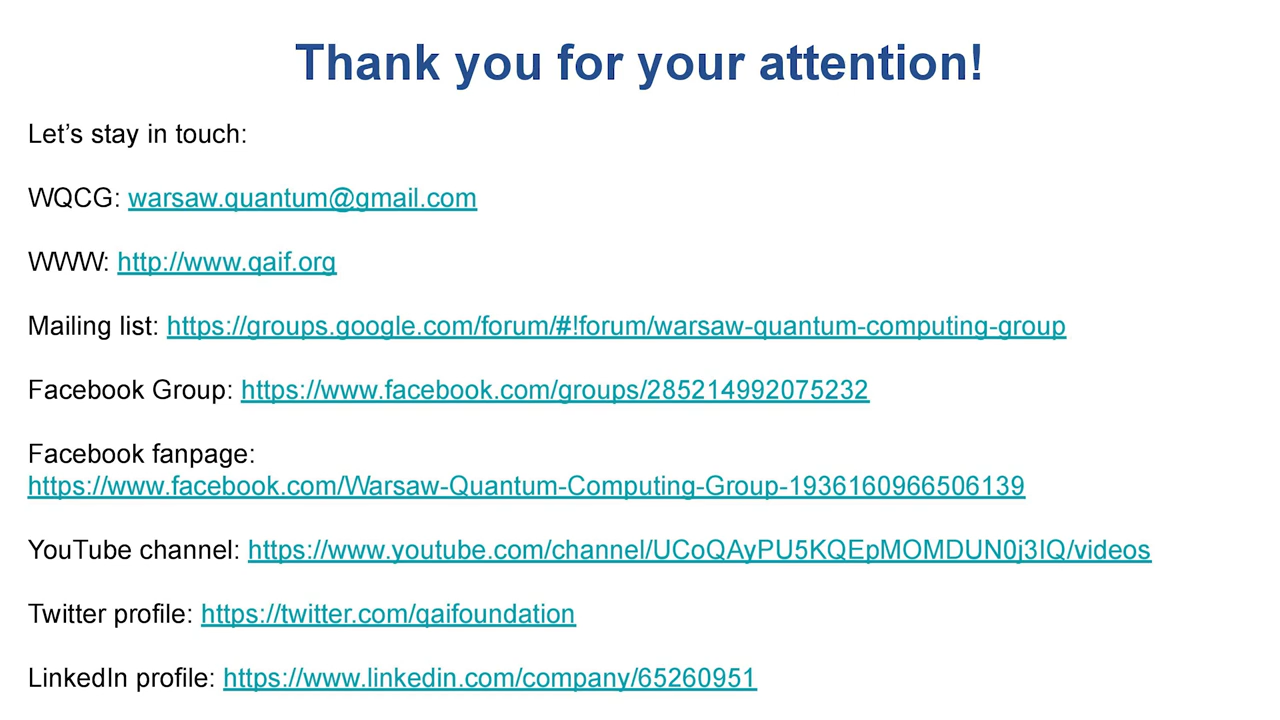 Thank you for your attention!
Let’s stay in touch:
WQCG: warsaw.quantum@gmail.com
WWW: http://www.qaif.org
Mailing list: https://groups.google.com/forum/#!forum/warsaw-quantum-computing-group
Facebook Group: https://www.facebook.com/groups/285214992075232
Facebook fanpage:
https://www.facebook.com/Warsaw-Quantum-Computing-Group-1936160966506139
YouTube channel: https://www.youtube.com/channel/UCoQAyPU5KQEpMOMDUN0j3IQ/videos
Twitter profile: https://twitter.com/qaifoundation
LinkedIn profile: https://www.linkedin.com/company/65260951